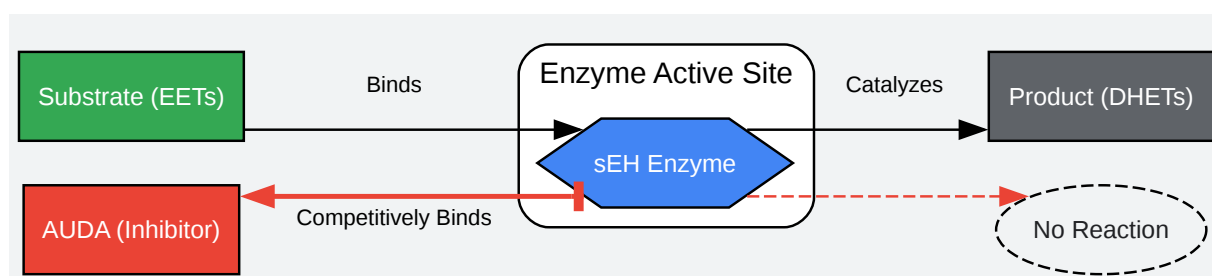 Enzyme Active Site
Substrate (EETs)
Binds
Catalyzes
Product (DHETs)
sEH Enzyme
AUDA (Inhibitor)
Competitively Binds
No Reaction